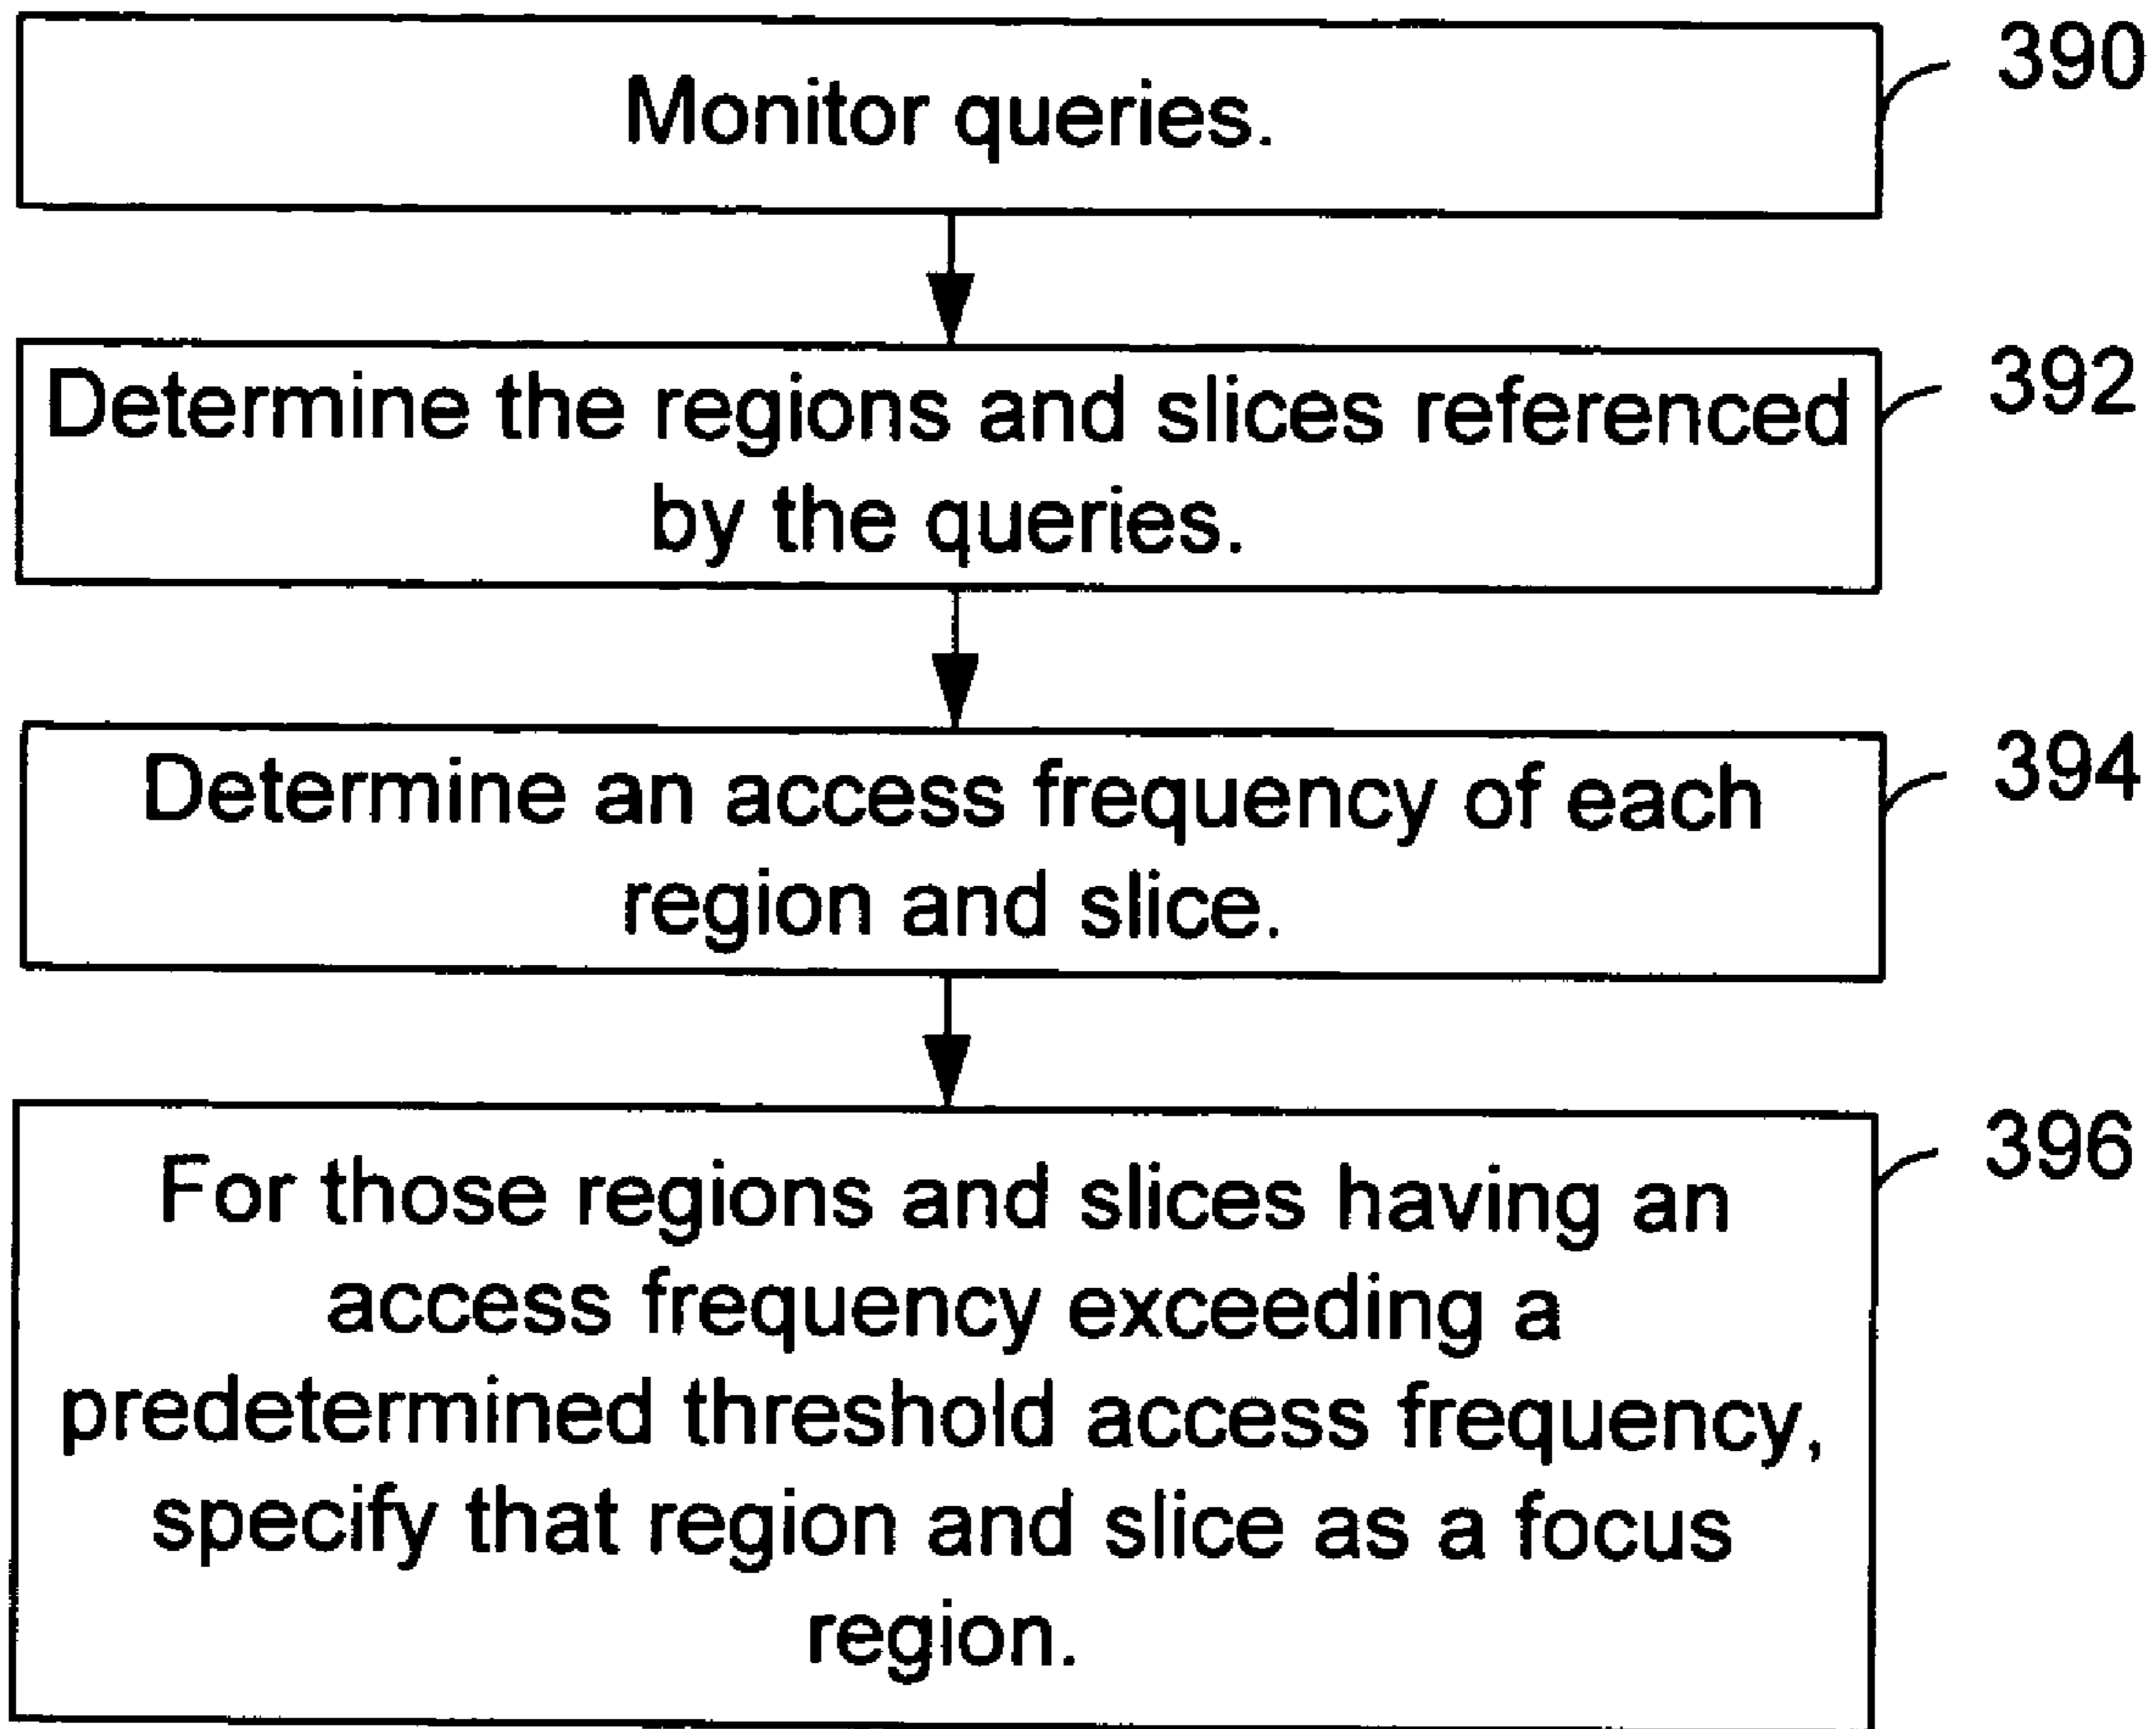 Monitor queries.
390
Determine the regions and slices referenced
by the queries.
392
Determine an access frequency of each
region and slice.
394
For those regions and slices having an
access frequency exceeding a
predetermined threshold access frequency,
specify that region and slice as a focus
region.
396